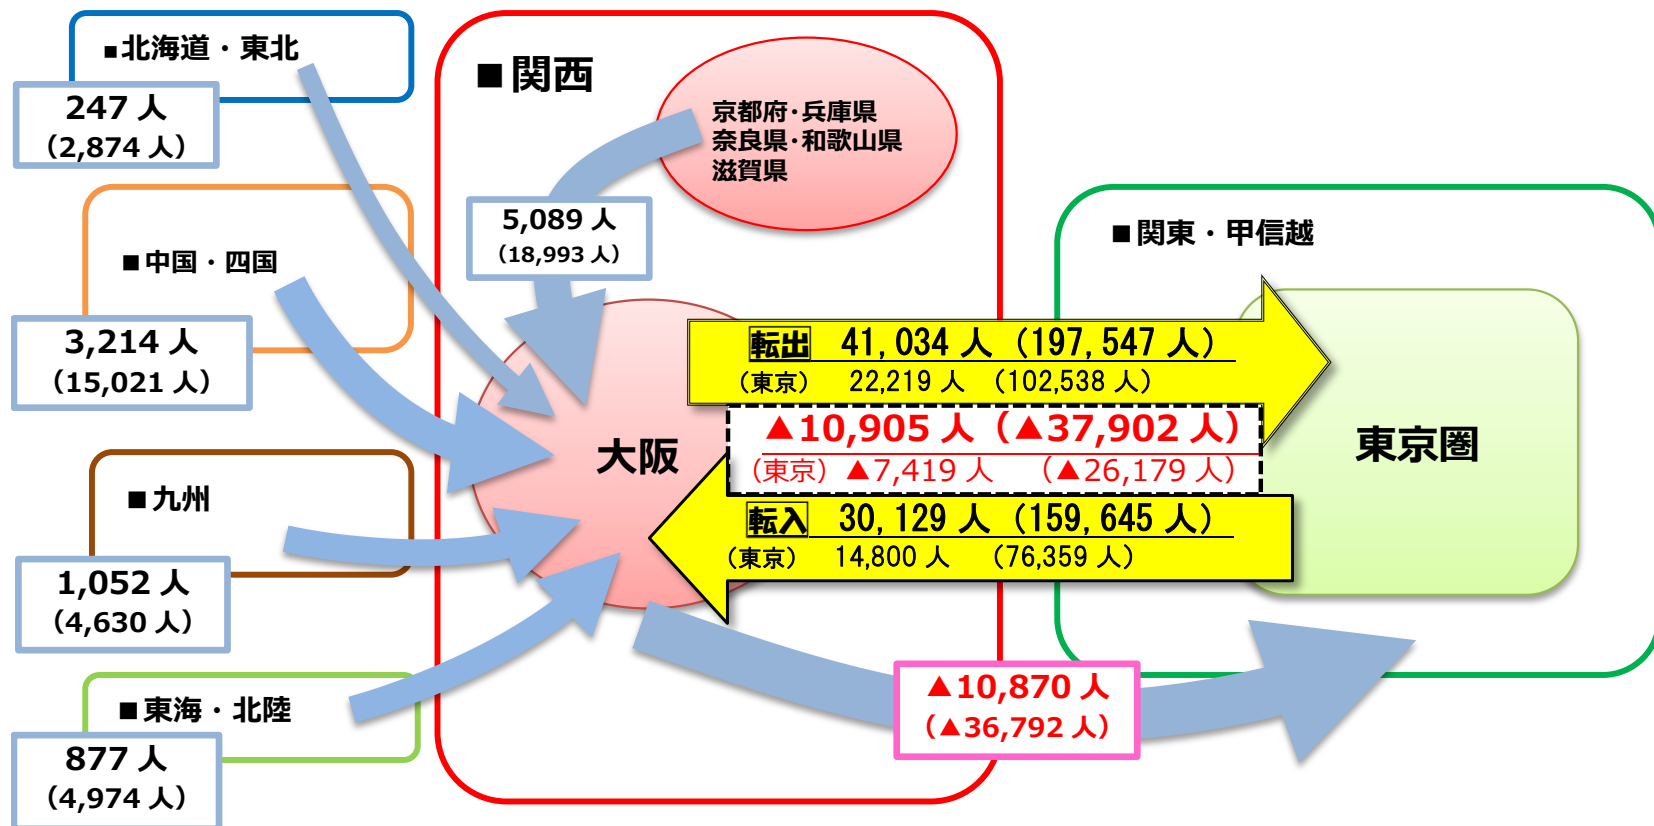 ■北海道・東北
247 人
（2,874 人）
■中国・四国
3,214 人
（15,021 人）
■九州
1,052 人
（4,630 人）
■東海・北陸
877 人
（4,974 人）
■関西
京都府・兵庫県
奈良県・和歌山県
滋賀県
5,089 人
（18,993 人）
大阪
■関東・甲信越
東京圏
転出 41,034 人（197,547 人）
（東京） 22,219 人 （102,538 人）
▲10,905 人（▲37,902 人）
（東京）▲7,419 人 （▲26,179 人）
転入 30,129 人（159,645 人）
（東京） 14,800 人 （76,359 人）
▲10,870 人
（▲36,792 人）